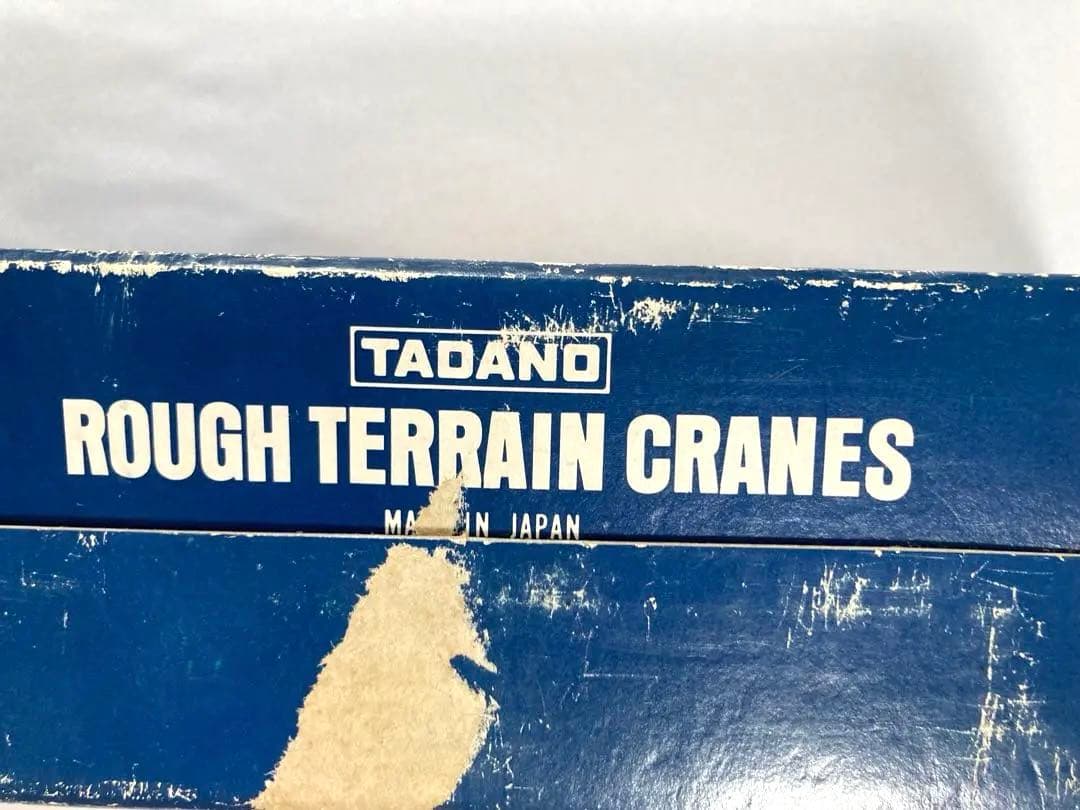 TADANO
ROUGH TERRAIN CRANES
IN JAPAN